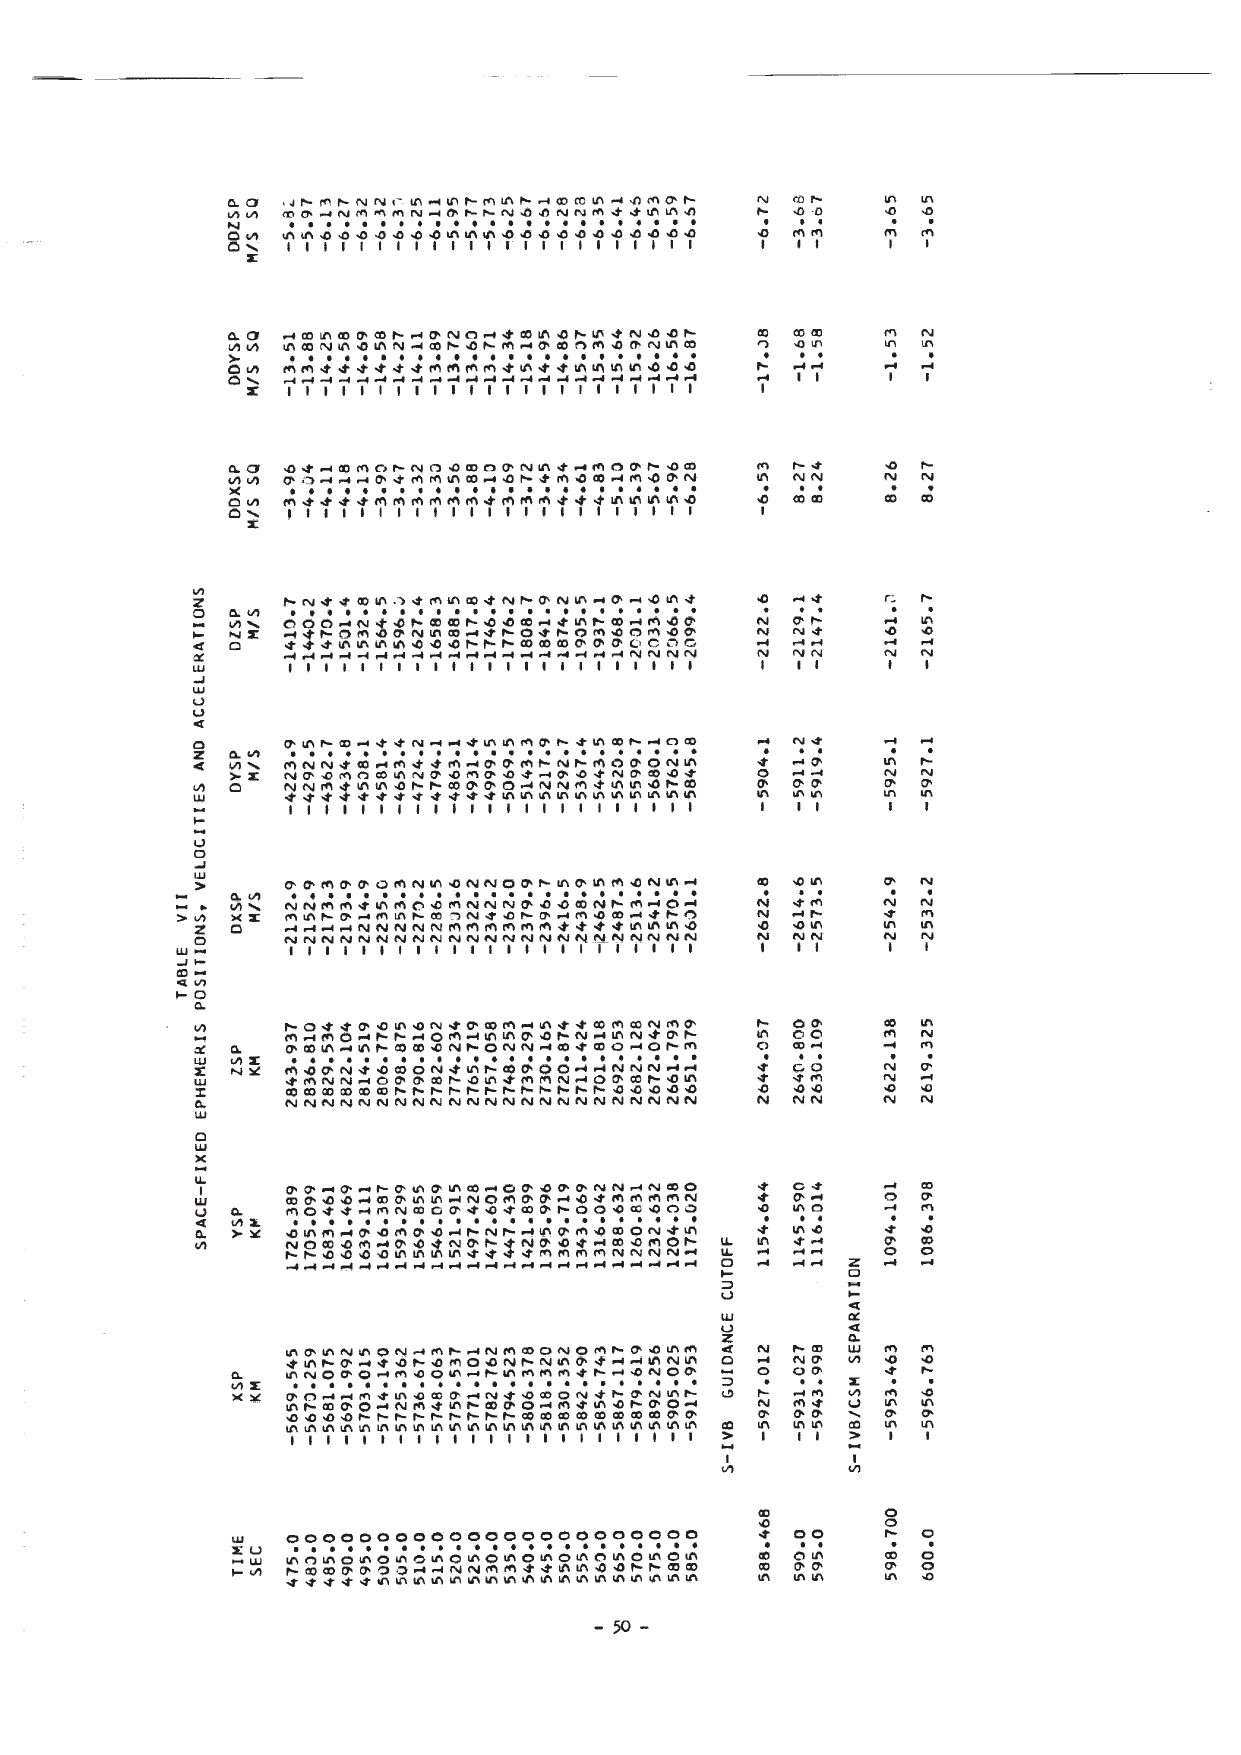 TABLE VII
SPACE-FIXED EPHEMERIS POSITIONS, VELOCITIES AND ACCELERATIONS
TIME XSP YSP ZSP DXSP DYSP DZSP DDXSP DDYSP DDZSP
SEC KM KM KM M/S M/S M/S M/S SQ M/S SQ M/S SQ
475.0 -5659.545 1726.389 2843.937 -2132.9 -4223.9 -1410.7 -3.96 -13.51 -5.82
480.0 -5670.259 1705.099 2836.810 -2152.9 -4292.5 -1440.2 -4.04 -13.88 -5.97
485.0 -5681.075 1683.461 2829.534 -2173.3 -4362.7 -1470.4 -4.11 -14.25 -6.13
490.0 -5691.992 1661.469 2822.104 -2193.9 -4434.8 -1501.4 -4.18 -14.58 -6.27
495.0 -5703.015 1639.111 2814.519 -2214.9 -4508.1 -1532.8 -4.13 -14.69 -6.32
500.0 -5714.140 1616.387 2806.776 -2235.0 -4581.4 -1564.5 -3.90 -14.58 -6.32
505.0 -5725.362 1593.299 2798.875 -2253.3 -4653.4 -1596.0 -3.47 -14.27 -6.30
510.0 -5736.671 1569.855 2790.816 -2270.2 -4724.2 -1627.4 -3.32 -14.11 -6.25
515.0 -5748.063 1546.059 2782.602 -2286.5 -4794.1 -1658.3 -3.30 -13.89 -6.11
520.0 -5759.537 1521.915 2774.234 -2303.6 -4863.1 -1688.5 -3.56 -13.72 -5.95
525.0 -5771.101 1497.428 2765.719 -2322.2 -4931.4 -1717.8 -3.88 -13.60 -5.77
530.0 -5782.762 1472.601 2757.058 -2342.2 -4999.5 -1746.4 -4.10 -13.71 -5.73
535.0 -5794.523 1447.430 2748.253 -2362.0 -5069.5 -1776.2 -3.69 -14.34 -6.25
540.0 -5806.378 1421.899 2739.291 -2379.9 -5143.3 -1808.7 -3.72 -15.18 -6.67
545.0 -5818.320 1395.996 2730.165 -2396.7 -5217.9 -1841.9 -3.45 -14.95 -6.61
550.0 -5830.352 1369.719 2720.874 -2416.5 -5292.7 -1874.2 -4.34 -14.86 -6.28
555.0 -5842.490 1343.069 2711.424 -2438.9 -5367.4 -1905.5 -4.61 -15.07 -6.28
560.0 -5854.743 1316.042 2701.818 -2462.5 -5443.5 -1937.1 -4.83 -15.35 -6.35
565.0 -5867.117 1288.632 2692.053 -2487.3 -5520.8 -1968.9 -5.10 -15.64 -6.41
570.0 -5879.619 1260.831 2682.128 -2513.6 -5599.7 -2001.1 -5.39 -15.92 -6.46
575.0 -5892.256 1232.632 2672.042 -2541.2 -5680.1 -2033.6 -5.67 -16.26 -6.53
580.0 -5905.025 1204.038 2661.793 -2570.5 -5762.0 -2066.5 -5.96 -16.56 -6.59
585.0 -5917.953 1175.020 2651.379 -2601.1 -5845.8 -2099.4 -6.28 -16.87 -6.67
S-IVB GUIDANCE CUTOFF
588.468 -5927.012 1154.644 2644.057 -2622.8 -5904.1 -2122.6 -6.53 -17.08 -6.72
590.0 -5931.027 1145.590 2640.800 -2614.6 -5911.2 -2129.1 8.27 -1.68 -3.68
595.0 -5943.998 1116.014 2630.109 -2573.5 -5919.4 -2147.4 8.24 -1.58 -3.67
S-IVB/CSM SEPARATION
598.700 -5953.463 1094.101 2622.138 -2542.9 -5925.1 -2161.0 8.26 -1.53 -3.65
600.0 -5956.763 1086.398 2619.325 -2532.2 -5927.1 -2165.7 8.27 -1.52 -3.65
- 50 -